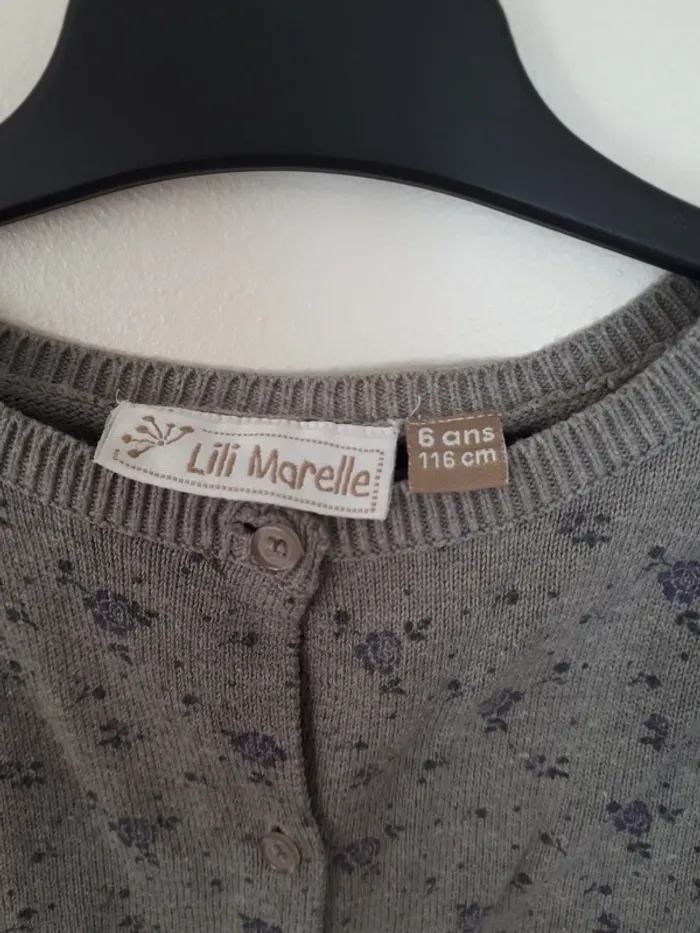 Lili Marelle
6 ans
116 cm